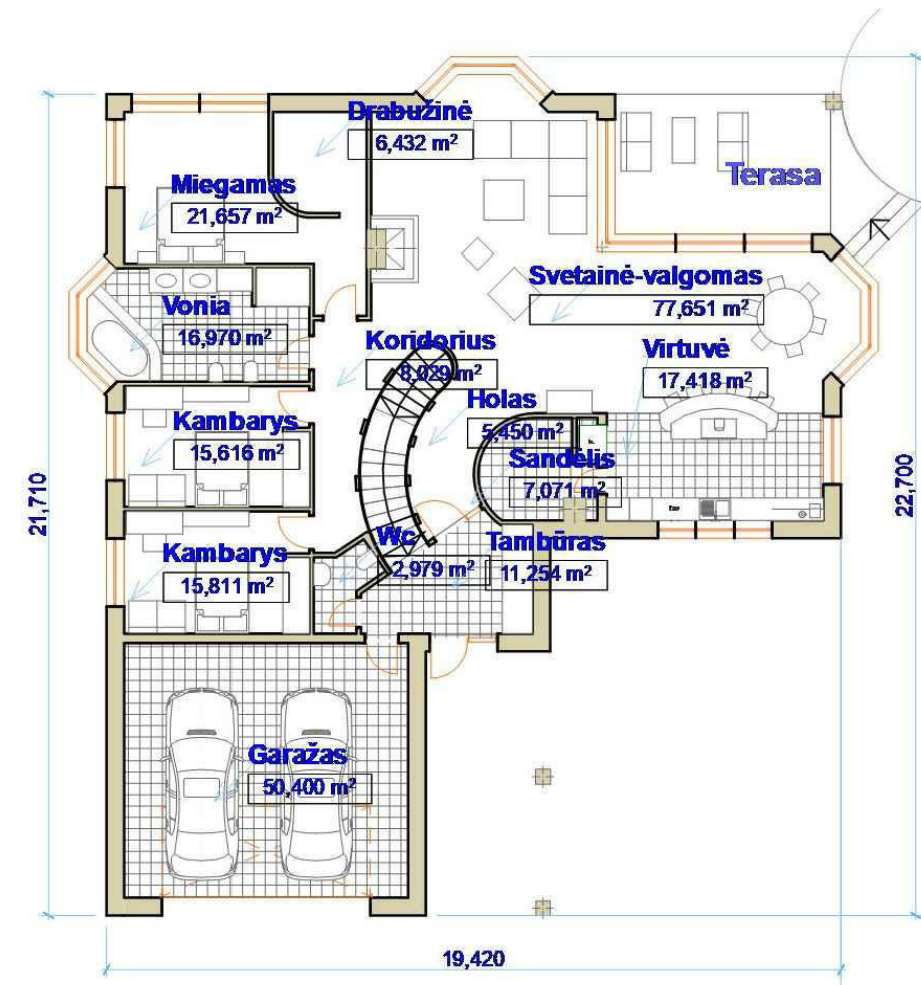 Drabužinė
6,432 m²
Miegamas
21,657 m²
Terasa
Svetainė-valgomas
77,651 m²
Vonia
16,970 m²
Koridorius
8,029 m²
Virtuvė
17,418 m²
Holas
5,450 m²
Kambarys
15,616 m²
Sandėlis
7,071 m²
21,710
22,700
Wc
2,979 m²
Tambūras
11,254 m²
Kambarys
15,811 m²
Garažas
50,400 m²
19,420